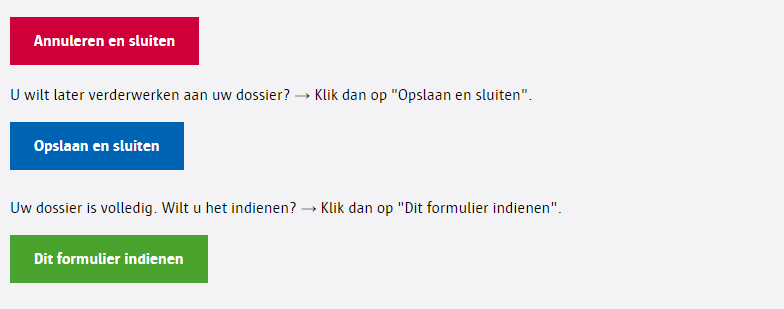 Annuleren en sluiten
U wilt later verderwerken aan uw dossier? → Klik dan op "Opslaan en sluiten".
Opslaan en sluiten
Uw dossier is volledig. Wilt u het indienen? → Klik dan op "Dit formulier indienen".
Dit formulier indienen